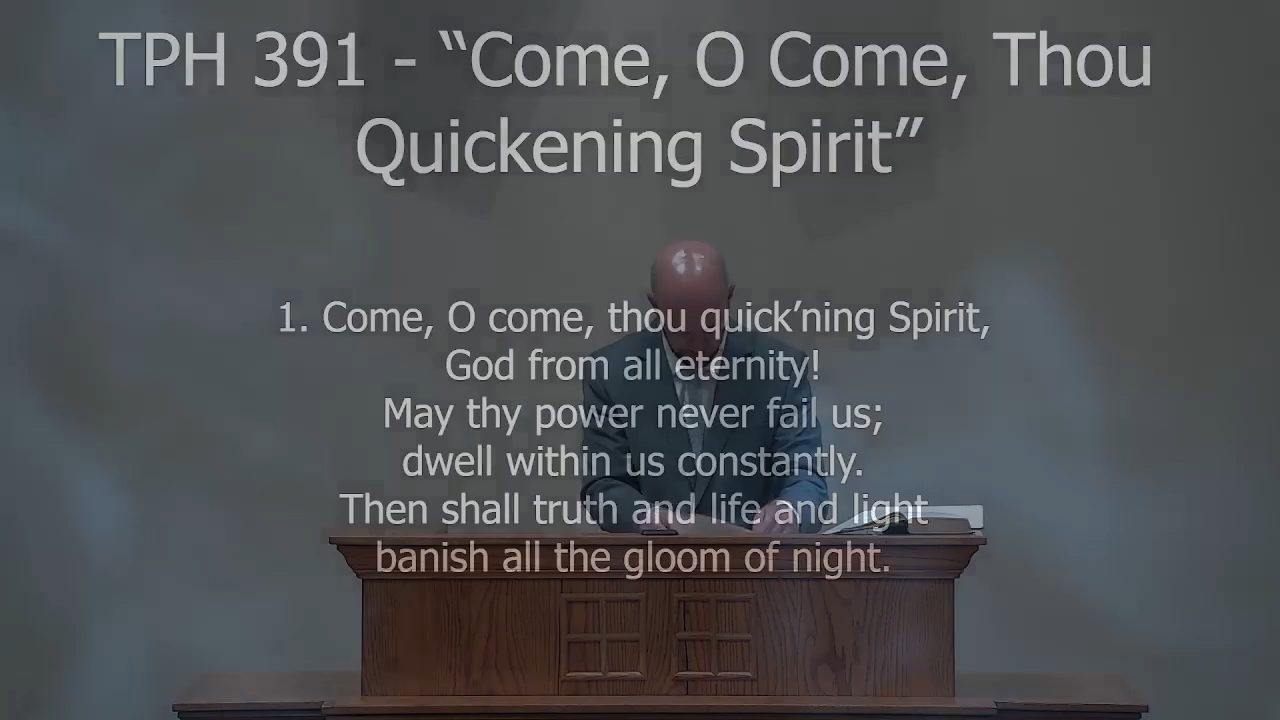 TPH 391 - “Come, O Come, Thou
Quickening Spirit”
1. Come, O come, thou quick’ning Spirit,
God from all eternity!
May thy power never fail us;
dwell within us constantly.
Then shall truth and life and light
banish all the gloom of night.